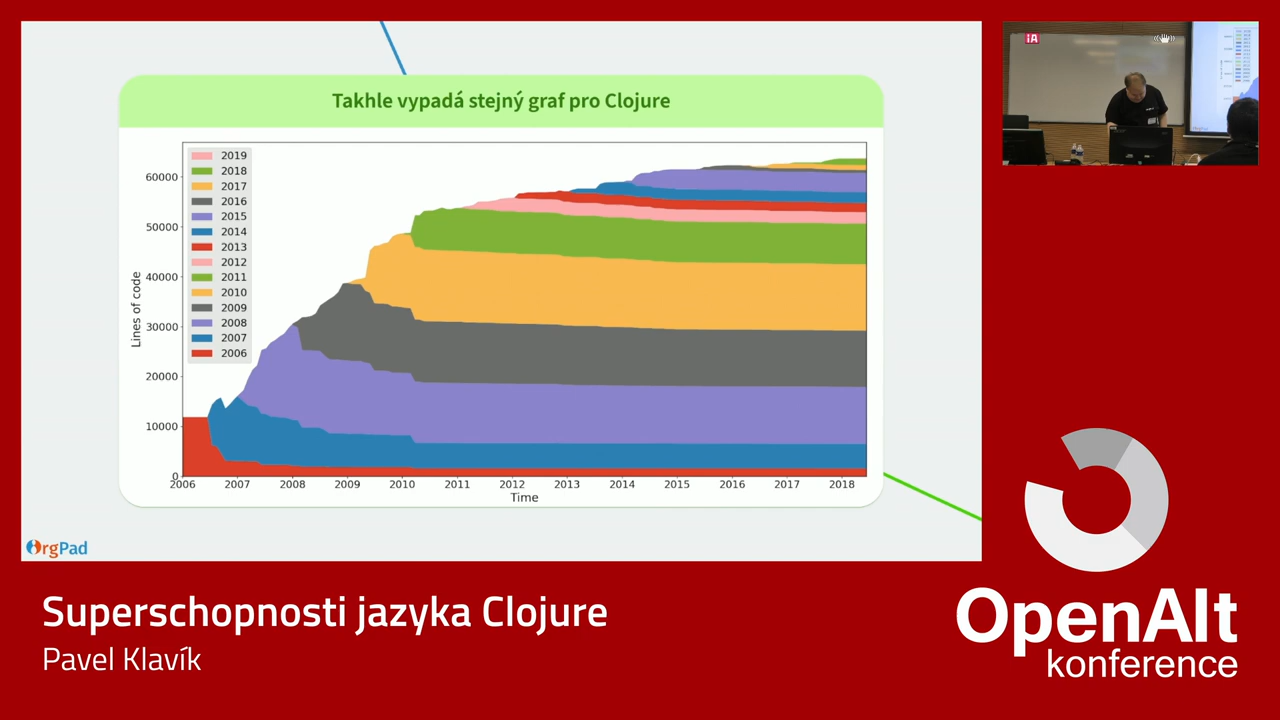 Takhle vypadá stejný graf pro Clojure
2019
2018
2017
2016
2015
2014
2013
2012
2011
2010
2009
2008
2007
2006
Lines of code
60000
50000
40000
30000
20000
10000
0
2006 2007 2008 2009 2010 2011 2012 2013 2014 2015 2016 2017 2018
Time
OrgPad
Superschopnosti jazyka Clojure
Pavel Klavík
OpenAlt
konference